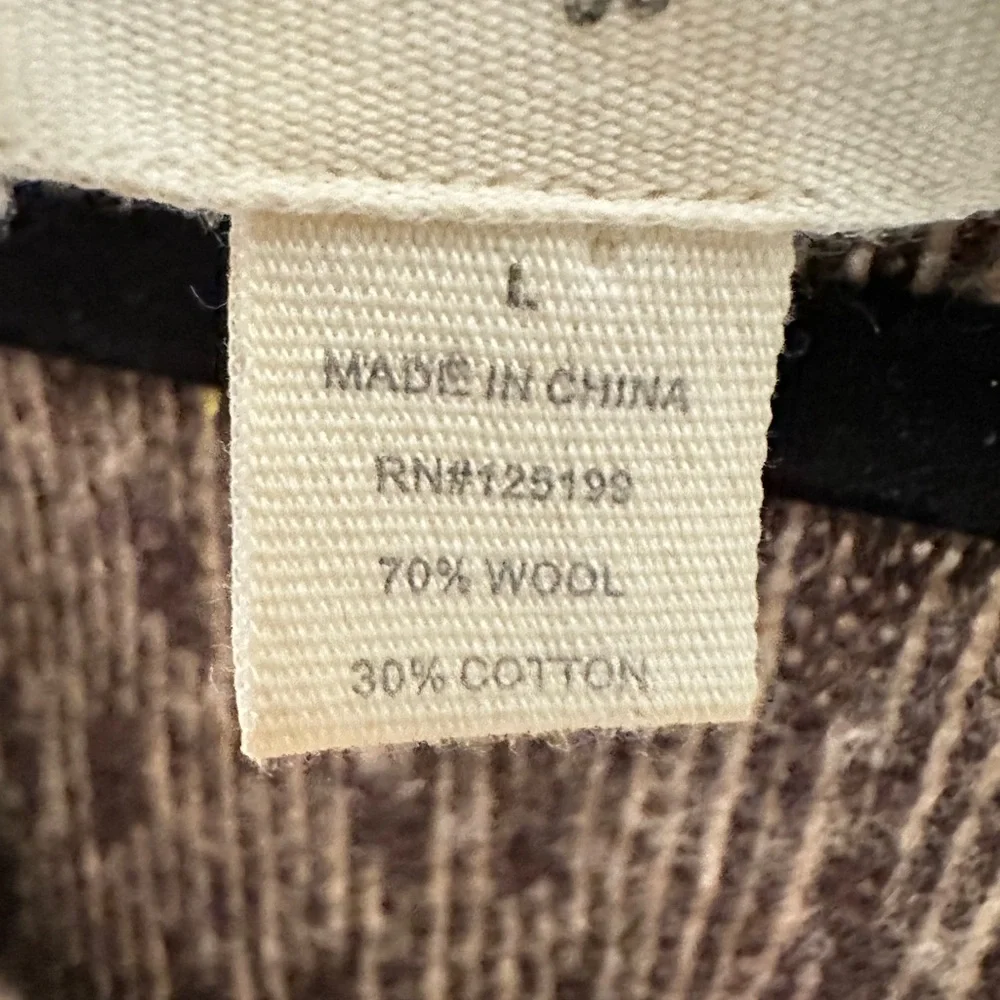 L
MADE IN CHINA
RN#125199
70% WOOL
30% COTTON